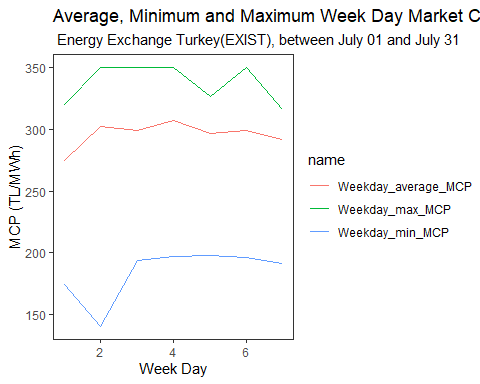 Average, Minimum and Maximum Week Day Market C
Energy Exchange Turkey(EXIST), between July 01 and July 31
350
300
250
200
150
MCP (TL/MWh)
2
4
6
Week Day
name
Weekday_average_MCP
Weekday_max_MCP
Weekday_min_MCP